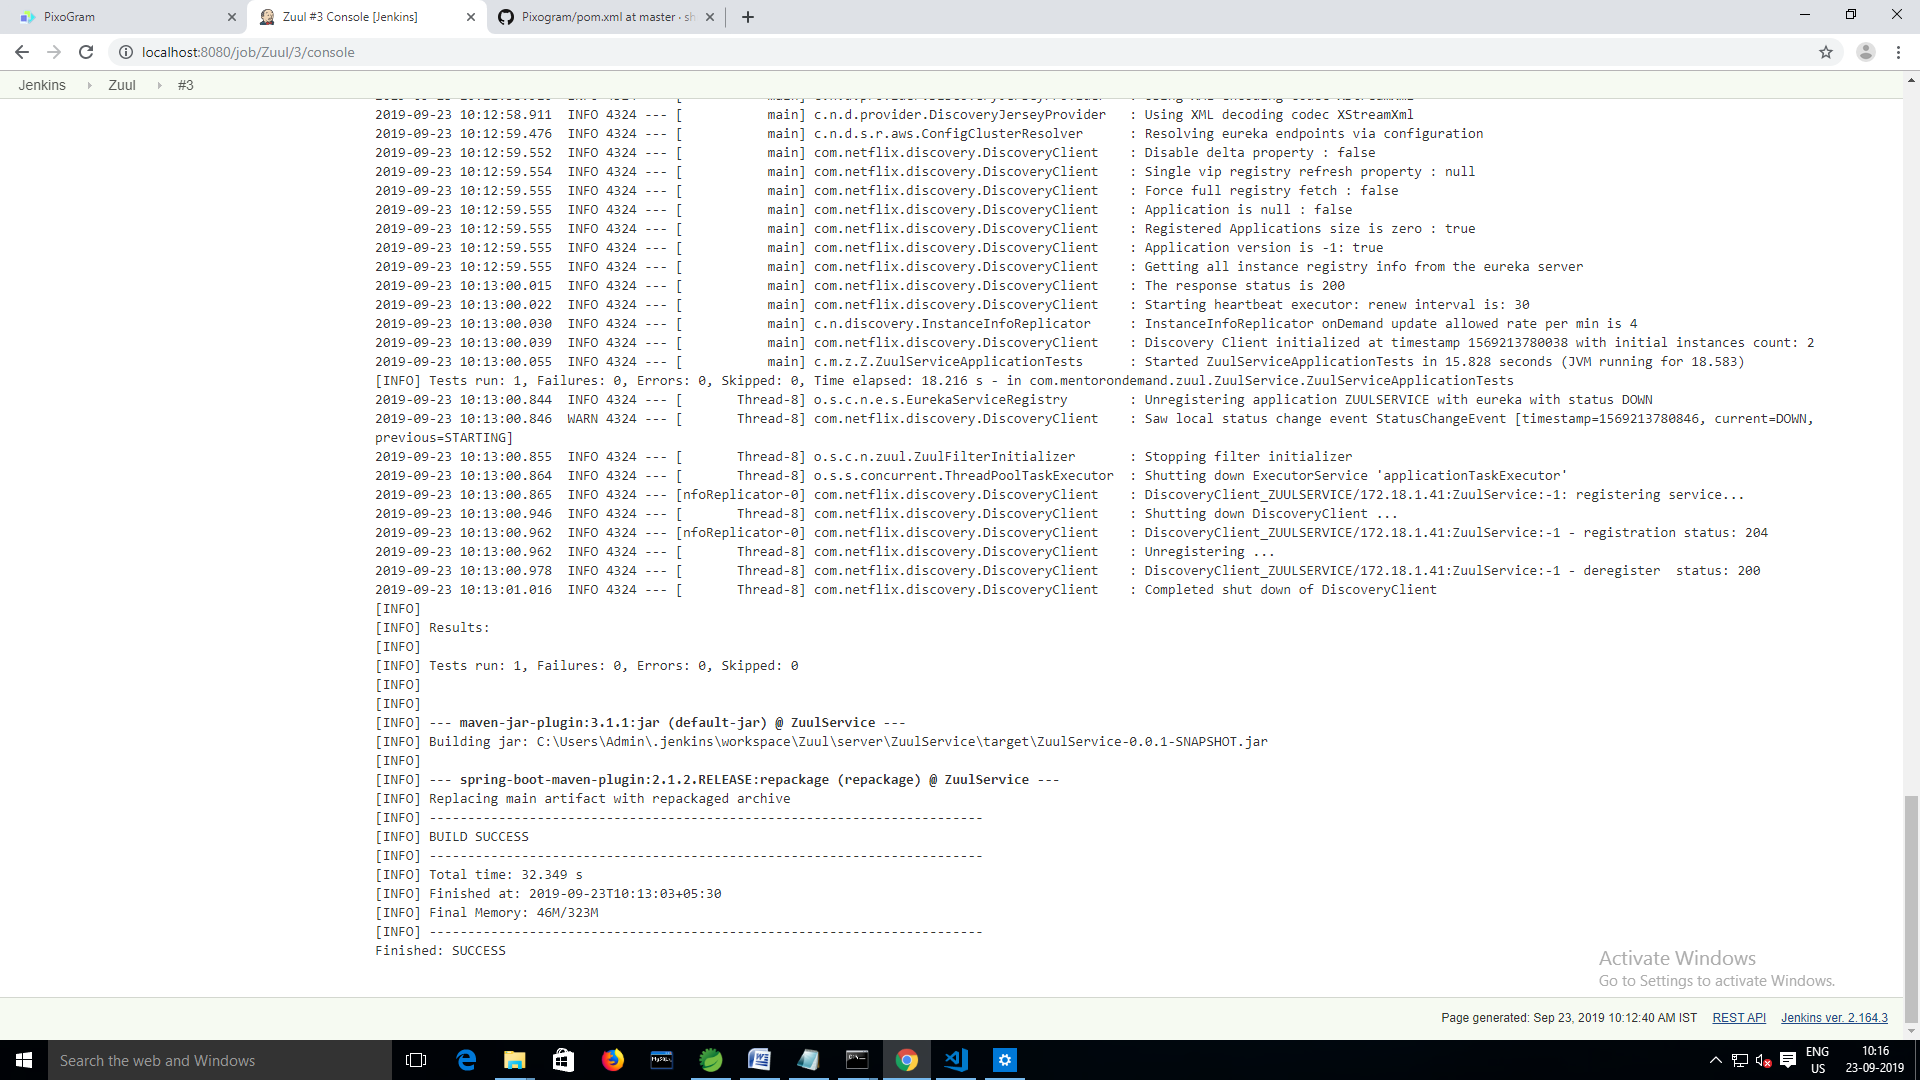 PixoGram
Zuul #3 Console [Jenkins]
Pixogram/pom.xml at master · sh
localhost:8080/job/Zuul/3/console
Jenkins Zuul #3
2019-09-23 10:12:58.911  INFO 4324 --- [           main] c.n.d.provider.DiscoveryJerseyProvider   : Using XML decoding codec XStreamXml
2019-09-23 10:12:59.476  INFO 4324 --- [           main] c.n.d.s.r.aws.ConfigClusterResolver      : Resolving eureka endpoints via configuration
2019-09-23 10:12:59.552  INFO 4324 --- [           main] com.netflix.discovery.DiscoveryClient    : Disable delta property : false
2019-09-23 10:12:59.554  INFO 4324 --- [           main] com.netflix.discovery.DiscoveryClient    : Single vip registry refresh property : null
2019-09-23 10:12:59.555  INFO 4324 --- [           main] com.netflix.discovery.DiscoveryClient    : Force full registry fetch : false
2019-09-23 10:12:59.555  INFO 4324 --- [           main] com.netflix.discovery.DiscoveryClient    : Application is null : false
2019-09-23 10:12:59.555  INFO 4324 --- [           main] com.netflix.discovery.DiscoveryClient    : Registered Applications size is zero : true
2019-09-23 10:12:59.555  INFO 4324 --- [           main] com.netflix.discovery.DiscoveryClient    : Application version is -1: true
2019-09-23 10:12:59.555  INFO 4324 --- [           main] com.netflix.discovery.DiscoveryClient    : Getting all instance registry info from the eureka server
2019-09-23 10:13:00.015  INFO 4324 --- [           main] com.netflix.discovery.DiscoveryClient    : The response status is 200
2019-09-23 10:13:00.022  INFO 4324 --- [           main] com.netflix.discovery.DiscoveryClient    : Starting heartbeat executor: renew interval is: 30
2019-09-23 10:13:00.030  INFO 4324 --- [           main] c.n.discovery.InstanceInfoReplicator     : InstanceInfoReplicator onDemand update allowed rate per min is 4
2019-09-23 10:13:00.039  INFO 4324 --- [           main] com.netflix.discovery.DiscoveryClient    : Discovery Client initialized at timestamp 1569213780038 with initial instances count: 2
2019-09-23 10:13:00.055  INFO 4324 --- [           main] c.m.z.Z.ZuulServiceApplicationTests      : Started ZuulServiceApplicationTests in 15.828 seconds (JVM running for 18.583)
[INFO] Tests run: 1, Failures: 0, Errors: 0, Skipped: 0, Time elapsed: 18.216 s - in com.mentorondemand.zuul.ZuulService.ZuulServiceApplicationTests
2019-09-23 10:13:00.844  INFO 4324 --- [       Thread-8] o.s.c.n.e.s.EurekaServiceRegistry        : Unregistering application ZUULSERVICE with eureka with status DOWN
2019-09-23 10:13:00.846  WARN 4324 --- [       Thread-8] com.netflix.discovery.DiscoveryClient    : Saw local status change event StatusChangeEvent [timestamp=1569213780846, current=DOWN,
previous=STARTING]
2019-09-23 10:13:00.855  INFO 4324 --- [       Thread-8] o.s.c.n.zuul.ZuulFilterInitializer       : Stopping filter initializer
2019-09-23 10:13:00.864  INFO 4324 --- [       Thread-8] o.s.s.concurrent.ThreadPoolTaskExecutor  : Shutting down ExecutorService 'applicationTaskExecutor'
2019-09-23 10:13:00.865  INFO 4324 --- [nfoReplicator-0] com.netflix.discovery.DiscoveryClient    : DiscoveryClient_ZUULSERVICE/172.18.1.41:ZuulService:-1: registering service...
2019-09-23 10:13:00.946  INFO 4324 --- [       Thread-8] com.netflix.discovery.DiscoveryClient    : Shutting down DiscoveryClient ...
2019-09-23 10:13:00.962  INFO 4324 --- [nfoReplicator-0] com.netflix.discovery.DiscoveryClient    : DiscoveryClient_ZUULSERVICE/172.18.1.41:ZuulService:-1 - registration status: 204
2019-09-23 10:13:00.962  INFO 4324 --- [       Thread-8] com.netflix.discovery.DiscoveryClient    : Unregistering ...
2019-09-23 10:13:00.978  INFO 4324 --- [       Thread-8] com.netflix.discovery.DiscoveryClient    : DiscoveryClient_ZUULSERVICE/172.18.1.41:ZuulService:-1 - deregister  status: 200
2019-09-23 10:13:01.016  INFO 4324 --- [       Thread-8] com.netflix.discovery.DiscoveryClient    : Completed shut down of DiscoveryClient
[INFO]
[INFO] Results:
[INFO]
[INFO] Tests run: 1, Failures: 0, Errors: 0, Skipped: 0
[INFO]
[INFO]
[INFO] --- maven-jar-plugin:3.1.1:jar (default-jar) @ ZuulService ---
[INFO] Building jar: C:\Users\Admin\.jenkins\workspace\Zuul\server\ZuulService\target\ZuulService-0.0.1-SNAPSHOT.jar
[INFO]
[INFO] --- spring-boot-maven-plugin:2.1.2.RELEASE:repackage (repackage) @ ZuulService ---
[INFO] Replacing main artifact with repackaged archive
[INFO] ------------------------------------------------------------------------
[INFO] BUILD SUCCESS
[INFO] ------------------------------------------------------------------------
[INFO] Total time: 32.349 s
[INFO] Finished at: 2019-09-23T10:13:03+05:30
[INFO] Final Memory: 46M/323M
[INFO] ------------------------------------------------------------------------
Finished: SUCCESS
Activate Windows
Go to Settings to activate Windows.
Page generated: Sep 23, 2019 10:12:40 AM IST REST API Jenkins ver. 2.164.3
Search the web and Windows
ENG
US
10:16
23-09-2019